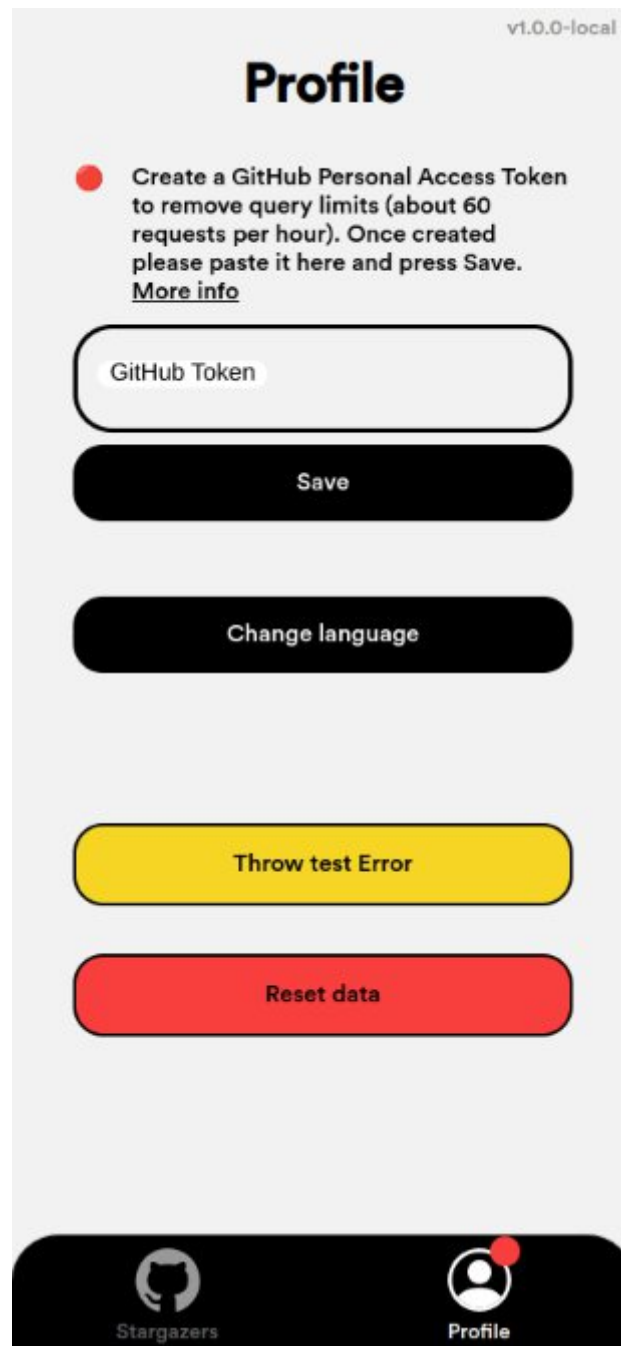 v1.0.0-local
Profile
Create a GitHub Personal Access Token
to remove query limits (about 60
requests per hour). Once created
please paste it here and press Save.
More info
GitHub Token
Save
Change language
Throw test Error
Reset data
Stargazers
Profile